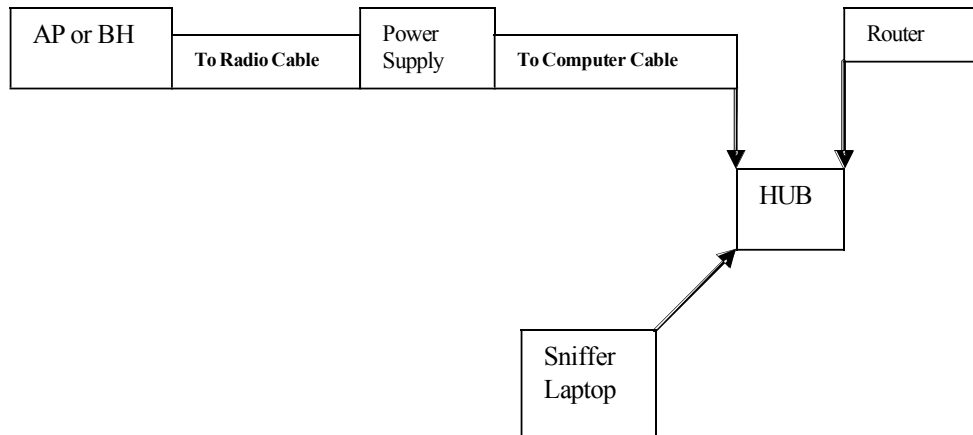 AP or BH
To Radio Cable
Power
Supply
To Computer Cable
Router
HUB
Sniffer
Laptop